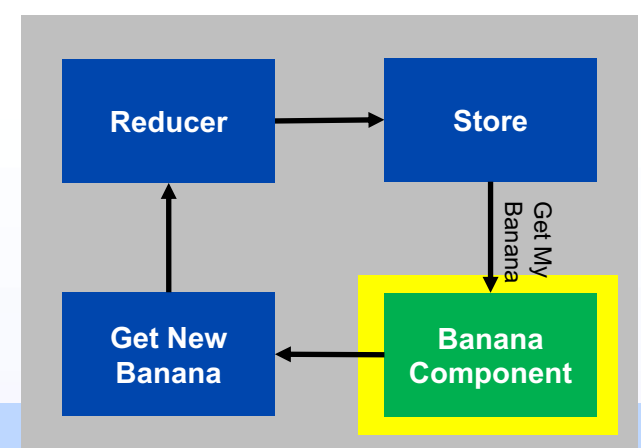 Reducer
Store
Get My
Banana
Get New
Banana
Banana
Component